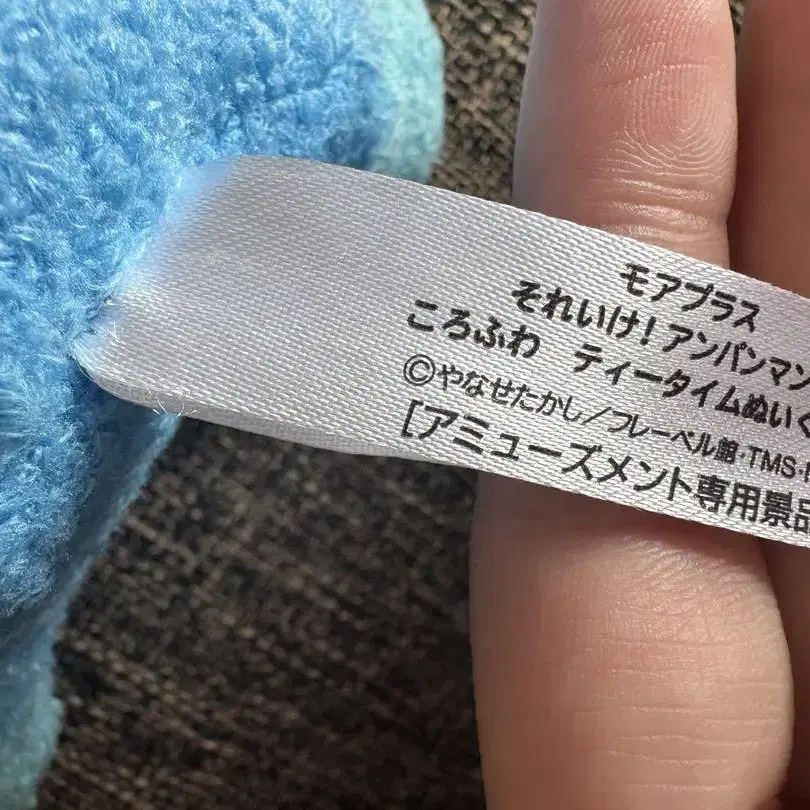 モアプラス
それいけ!アンパンマン
ころふわ ティータイムぬいぐ
©やなせたかし/フレーベル館・TMS・
[アミューズメント専用景品